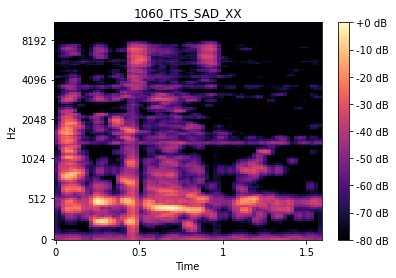 1060_ITS_SAD_XX
8192
4096
2048
1024
512
0
Hz
0
0.5
1
1.5
Time
+0 dB
-10 dB
-20 dB
-30 dB
-40 dB
-50 dB
-60 dB
-70 dB
-80 dB